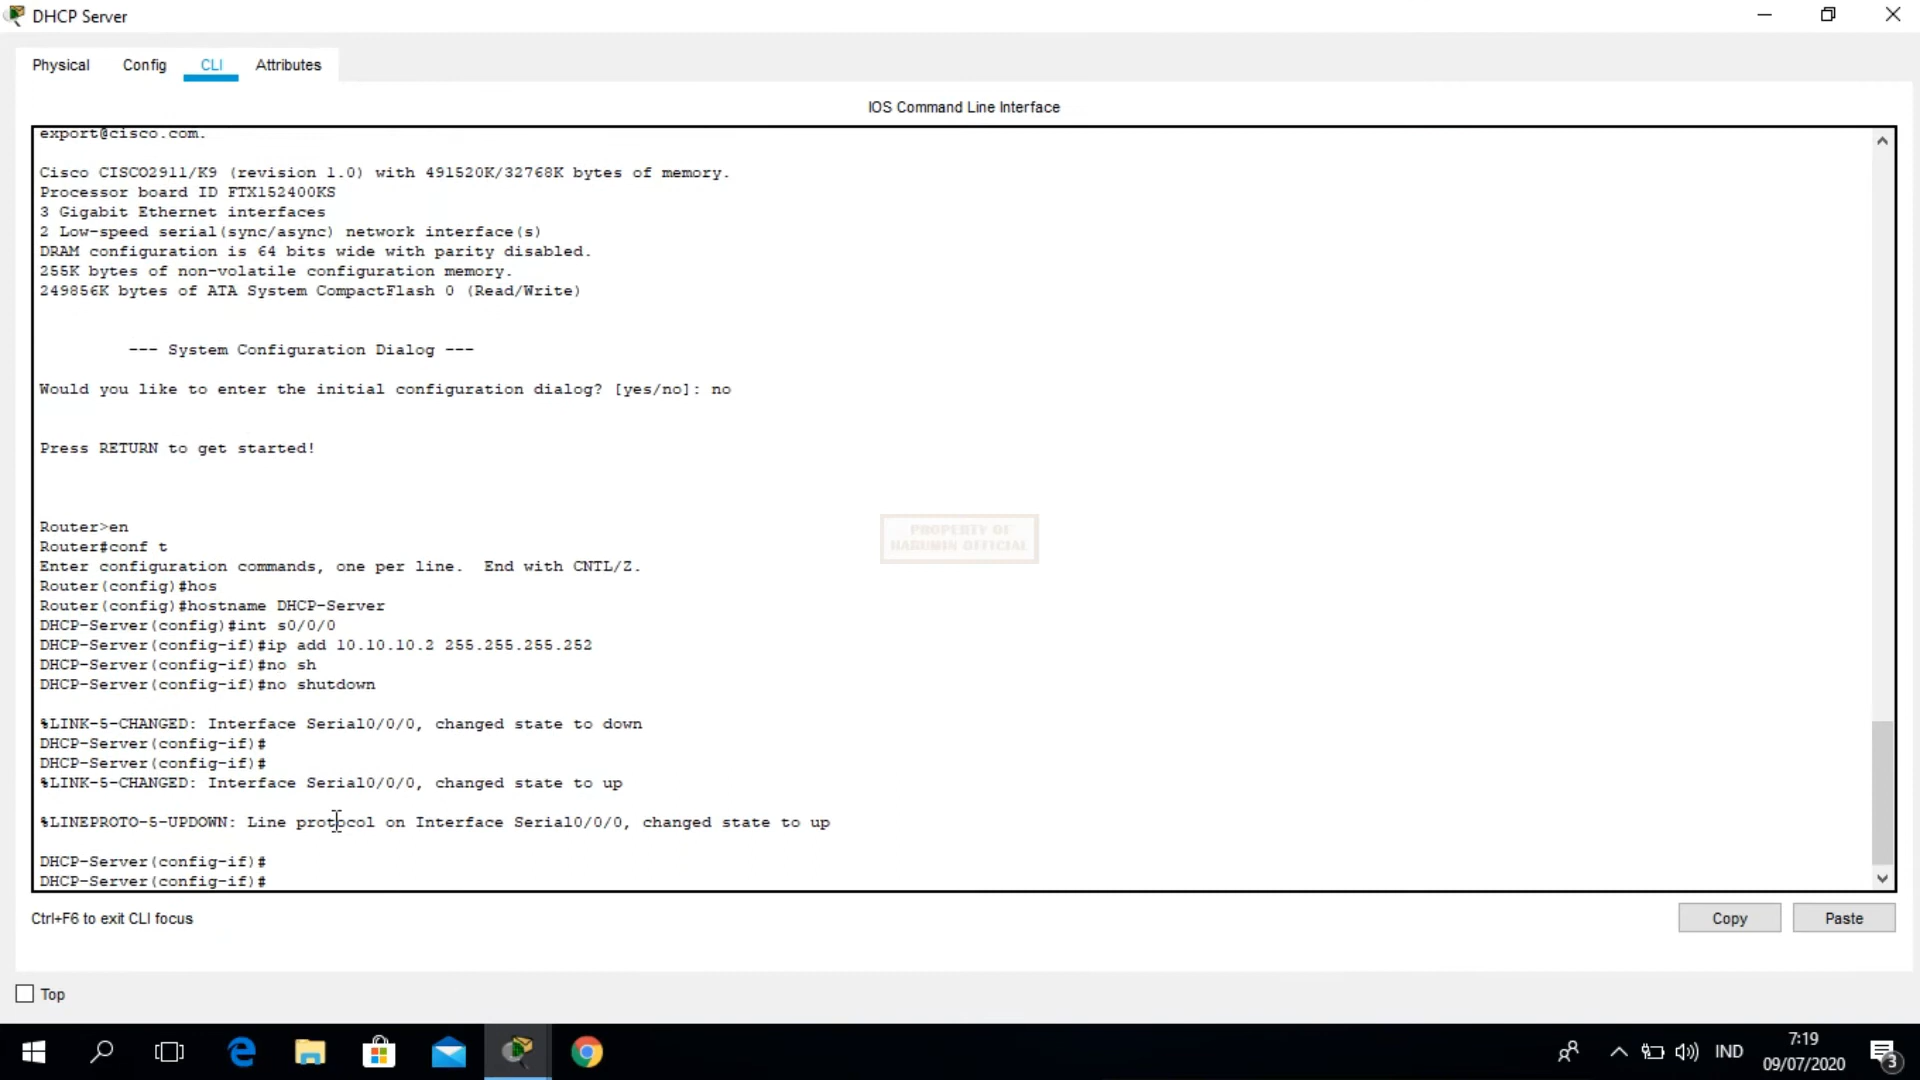 DHCP Server
Physical Config CLI Attributes
IOS Command Line Interface
export@cisco.com.
Cisco CISCO2911/K9 (revision 1.0) with 491520K/32768K bytes of memory.
Processor board ID FTX152400KS
3 Gigabit Ethernet interfaces
2 Low-speed serial(sync/async) network interface(s)
DRAM configuration is 64 bits wide with parity disabled.
255K bytes of non-volatile configuration memory.
249856K bytes of ATA System CompactFlash 0 (Read/Write)
--- System Configuration Dialog ---
Would you like to enter the initial configuration dialog? [yes/no]: no
Press RETURN to get started!
Router>en
Router#conf t
Enter configuration commands, one per line.  End with CNTL/Z.
Router(config)#hos
Router(config)#hostname DHCP-Server
DHCP-Server(config)#int s0/0/0
DHCP-Server(config-if)#ip add 10.10.10.2 255.255.255.252
DHCP-Server(config-if)#no sh
DHCP-Server(config-if)#no shutdown
%LINK-5-CHANGED: Interface Serial0/0/0, changed state to down
DHCP-Server(config-if)#
DHCP-Server(config-if)#
%LINK-5-CHANGED: Interface Serial0/0/0, changed state to up
%LINEPROTO-5-UPDOWN: Line protocol on Interface Serial0/0/0, changed state to up
DHCP-Server(config-if)#
DHCP-Server(config-if)#
PROPERTY OF
OFFICIAL
Ctrl+F6 to exit CLI focus
Copy Paste
Top
IND
7:19
09/07/2020
3